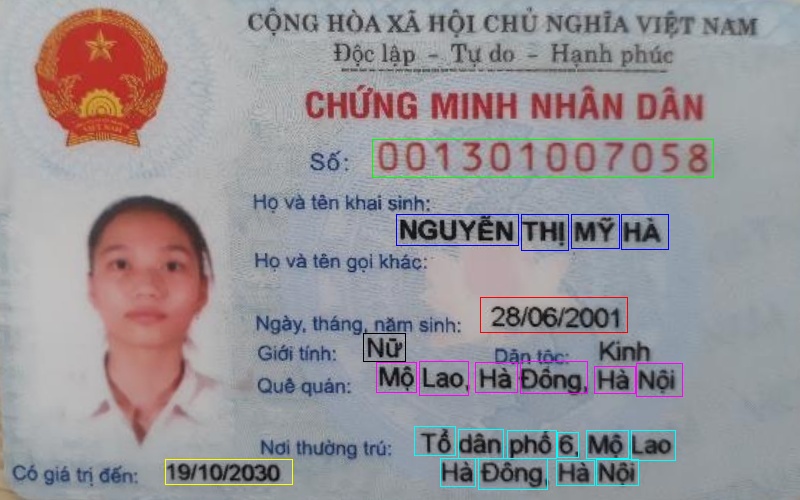 CỘNG HÒA XÃ HỘI CHỦ NGHĨA VIỆT NAM
Độc lập - Tự do - Hạnh phúc
CHỨNG MINH NHÂN DÂN
Số: 001301007058
Họ và tên khai sinh:
NGUYỄN THỊ MỸ HÀ
Họ và tên gọi khác:
Ngày, tháng, năm sinh: 28/06/2001
Giới tính: Nữ Dân tộc: Kinh
Quê quán: Mộ Lao, Hà Đông, Hà Nội
Nơi thường trú: Tổ dân phố 6, Mộ Lao
Hà Đông, Hà Nội
Có giá trị đến: 19/10/2030